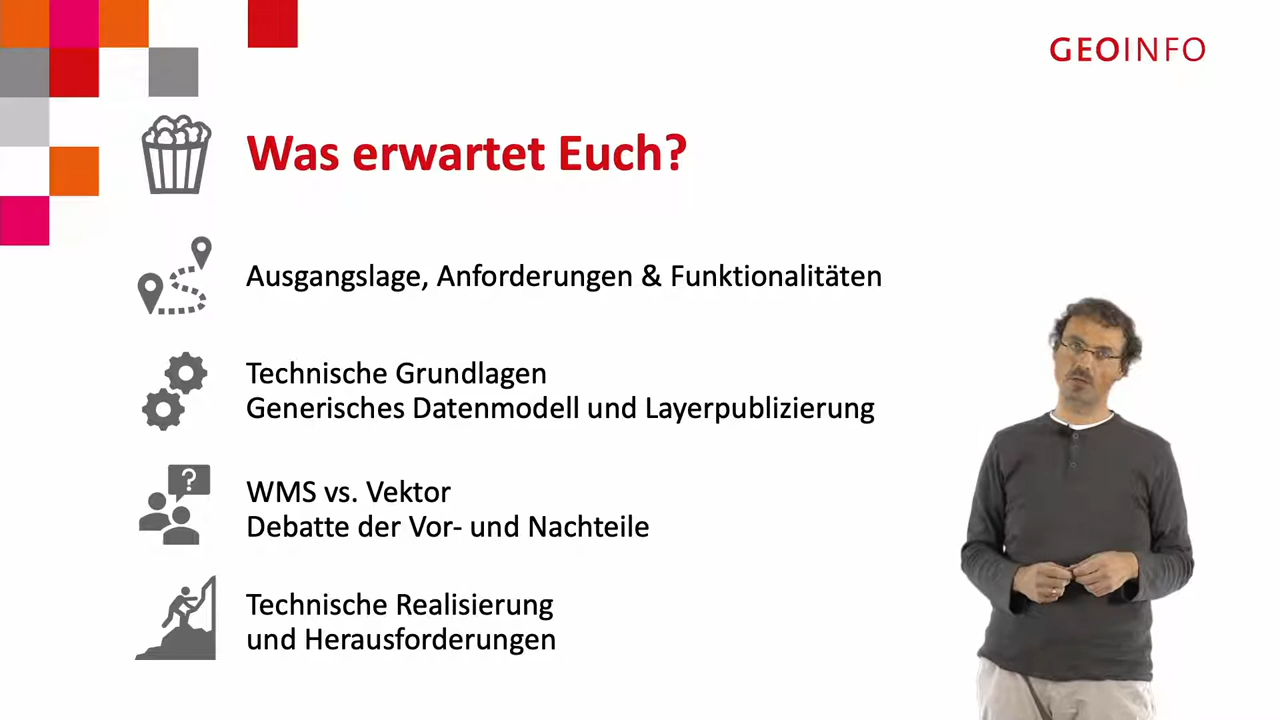 GEOINFO
Was erwartet Euch?
Ausgangslage, Anforderungen & Funktionalitäten
Technische Grundlagen
Generisches Datenmodell und Layerpublizierung
?
WMS vs. Vektor
Debatte der Vor- und Nachteile
Technische Realisierung
und Herausforderungen